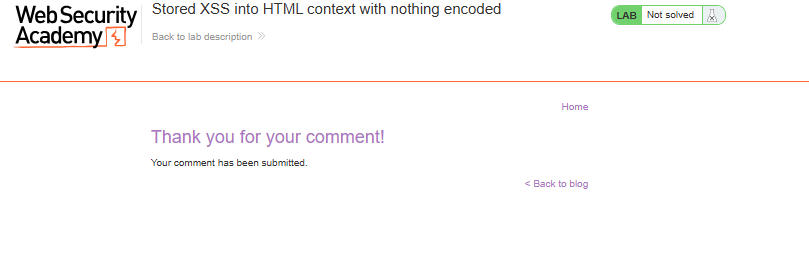 Web Security
Academy
Stored XSS into HTML context with nothing encoded
Back to lab description
LAB Not solved
Home
Thank you for your comment!
Your comment has been submitted.
< Back to blog